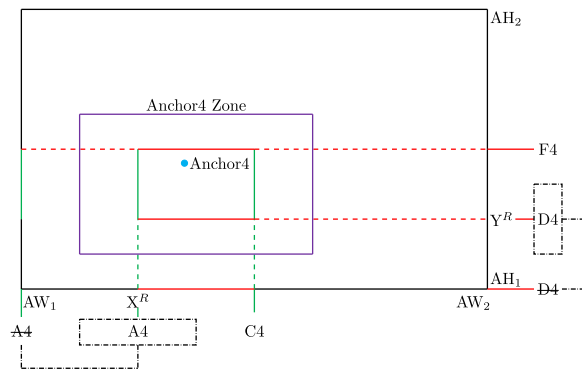 AH₂
Anchor4 Zone
F4
Anchor4
Yᴿ D4
AH₁
D4
AW₁ Xᴿ AW₂
A4 A4 C4